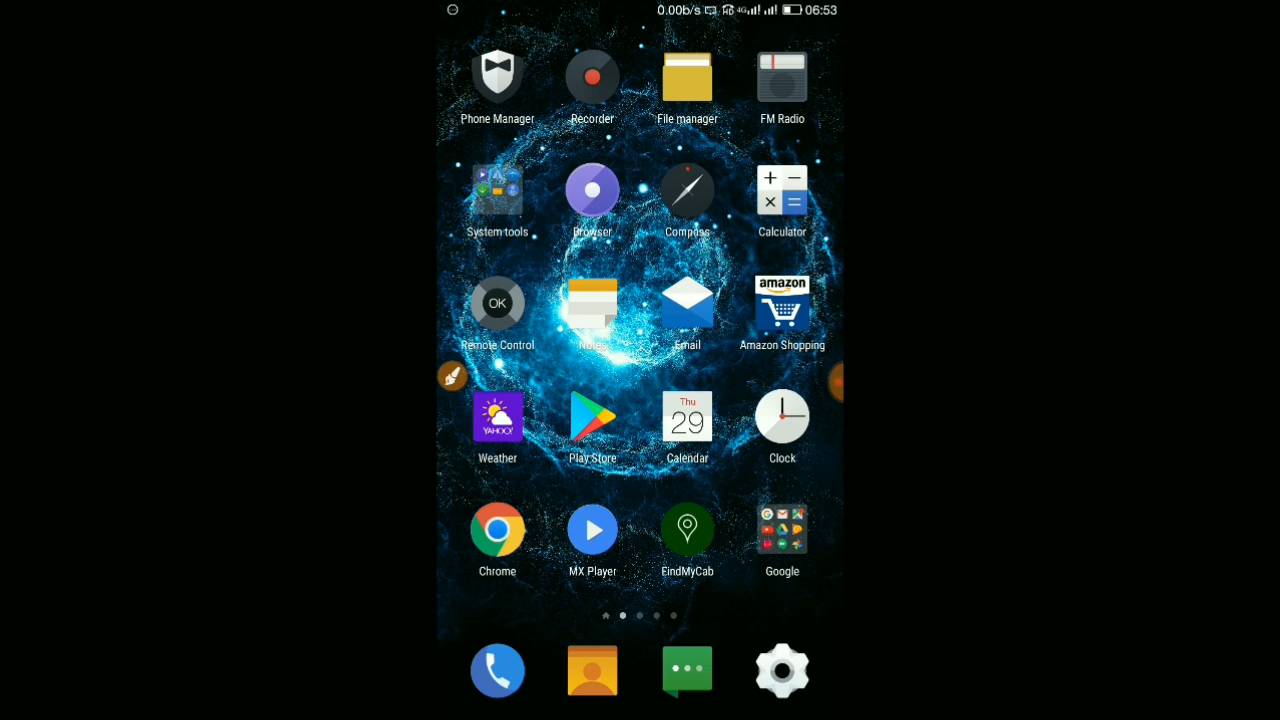 0.00b/s 4G 06:53
Phone Manager Recorder File manager FM Radio
System tools Browser Compass Calculator
OK
amazon
Remote Control Notes Email Amazon Shopping
Thu
29
YAHOO!
Weather Play Store Calendar Clock
Chrome MX Player FindMyCab Google